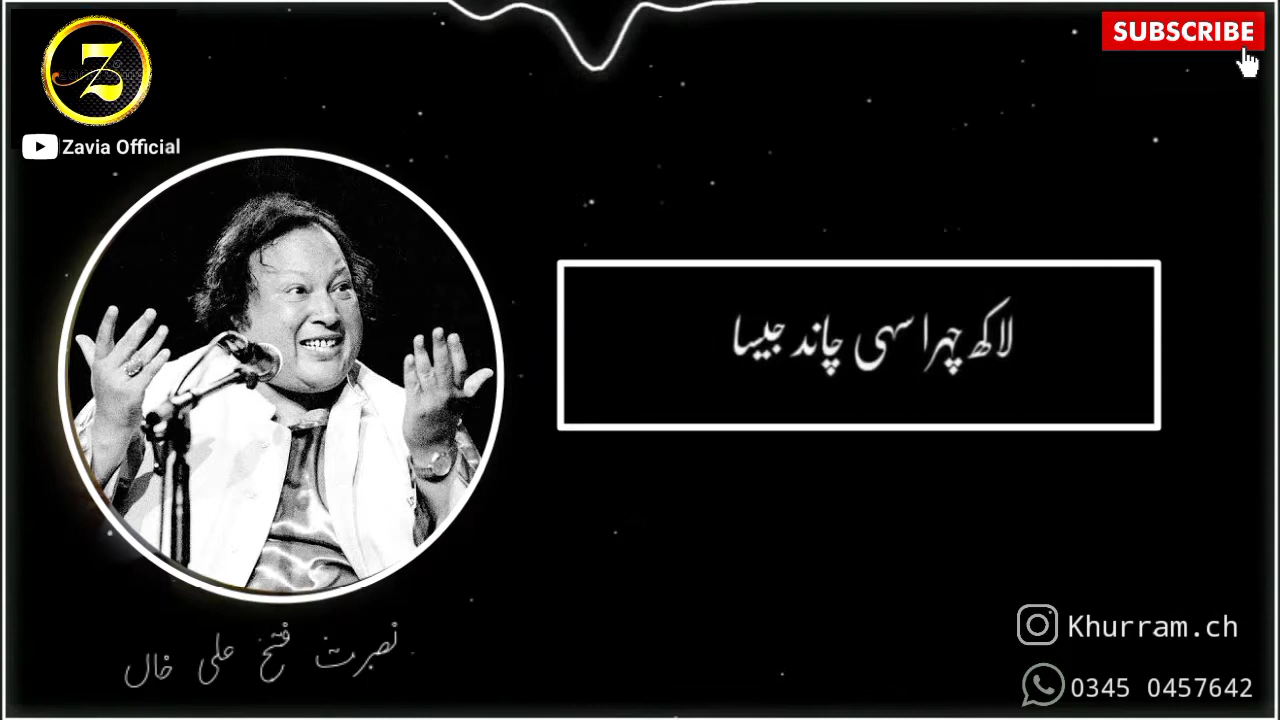 SUBSCRIBE
Z
Zavia Official
لاکھ چہرا سہی چاند جیسا
نصرت فتح علی خاں
Khurram.ch
0345 0457642